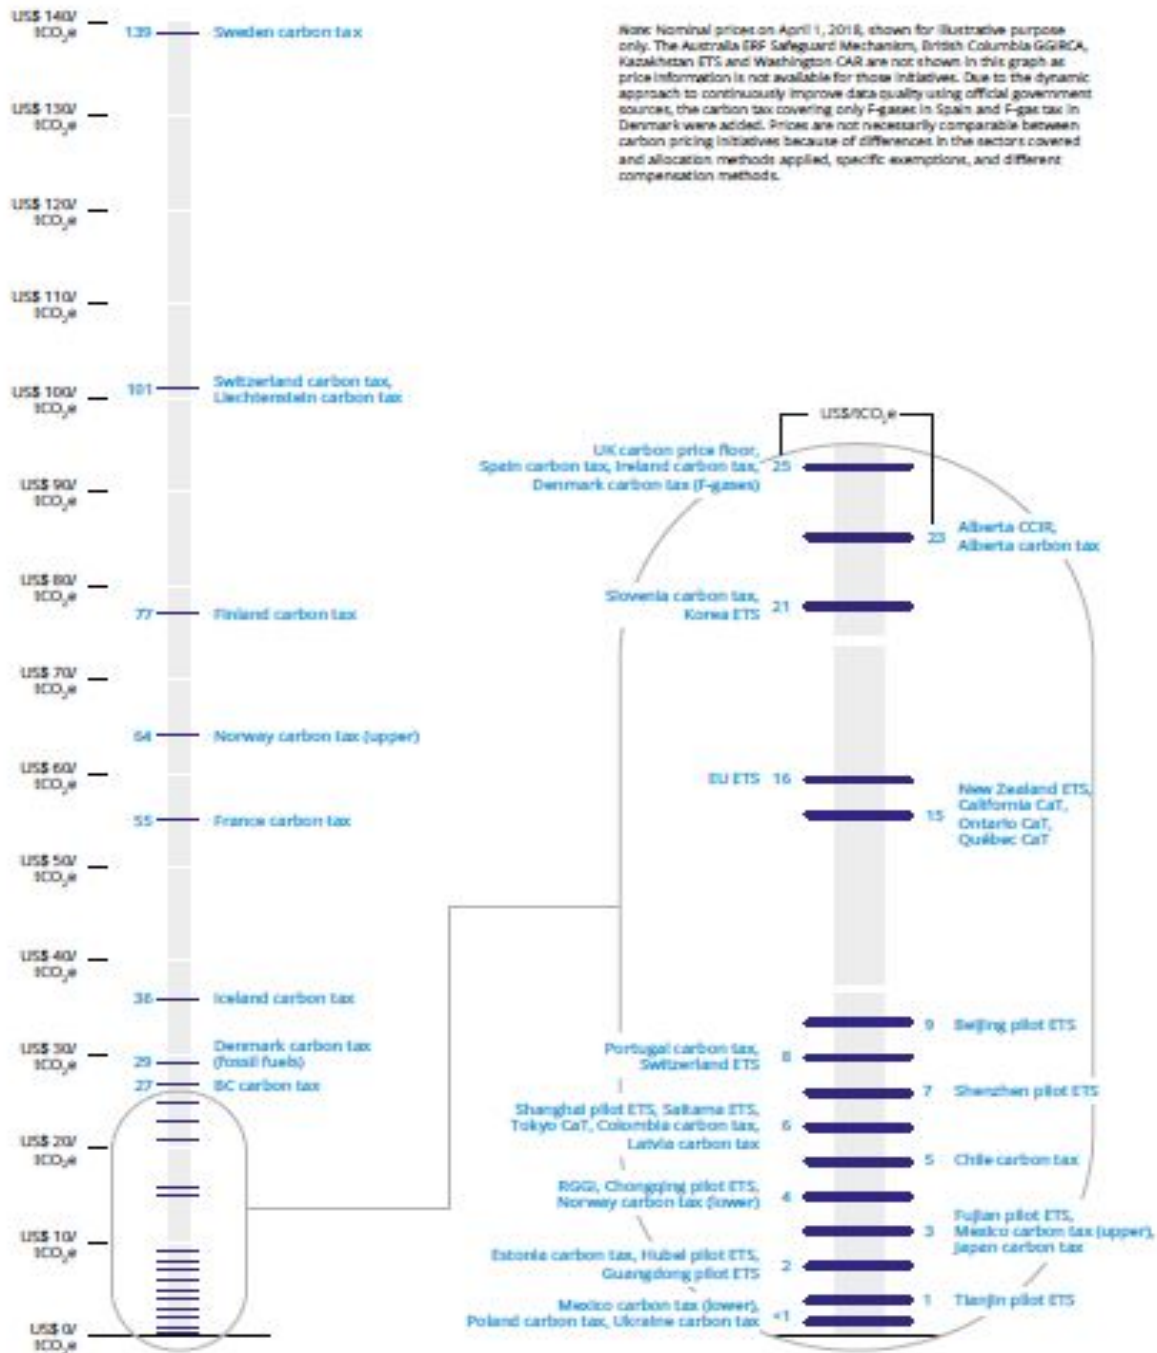 US$ 140/
tCO₂e
139
Sweden carbon tax
Note: Nominal prices on April 1, 2018, shown for illustrative purpose
only. The Australia ERF Safeguard Mechanism, British Columbia GGIRCA,
Kazakhstan ETS and Washington CAR are not shown in this graph as
price information is not available for those initiatives. Due to the dynamic
approach to continuously improve data quality using official government
sources, the carbon tax covering only F-gases in Spain and F-gas tax in
Denmark were added. Prices are not necessarily comparable between
carbon pricing initiatives because of differences in the sectors covered
and allocation methods applied, specific exemptions, and different
compensation methods.
US$ 130/
tCO₂e
US$ 120/
tCO₂e
US$ 110/
tCO₂e
101
Switzerland carbon tax,
Liechtenstein carbon tax
US$ 100/
tCO₂e
US$ 90/
tCO₂e
US$ 80/
tCO₂e
77
Finland carbon tax
US$ 70/
tCO₂e
64
Norway carbon tax (upper)
US$ 60/
tCO₂e
55
France carbon tax
US$ 50/
tCO₂e
US$ 40/
tCO₂e
36
Iceland carbon tax
US$ 30/
tCO₂e
29
Denmark carbon tax
(fossil fuels)
27
BC carbon tax
US$ 20/
tCO₂e
US$ 10/
tCO₂e
US$ 0/
tCO₂e
US$/tCO₂e
UK carbon price floor,
Spain carbon tax, Ireland carbon tax,
Denmark carbon tax (F-gases)
25
23
Alberta CCIR,
Alberta carbon tax
Slovenia carbon tax,
Korea ETS
21
EU ETS
16
15
New Zealand ETS,
California CaT,
Ontario CaT,
Québec CaT
9
Beijing pilot ETS
Portugal carbon tax,
Switzerland ETS
8
7
Shenzhen pilot ETS
Shanghai pilot ETS, Saitama ETS,
Tokyo CaT, Colombia carbon tax,
Latvia carbon tax
6
5
Chile carbon tax
RGGI, Chongqing pilot ETS,
Norway carbon tax (lower)
4
3
Fujian pilot ETS,
Mexico carbon tax (upper),
Japan carbon tax
Estonia carbon tax, Hubei pilot ETS,
Guangdong pilot ETS
2
1
Tianjin pilot ETS
Mexico carbon tax (lower),
Poland carbon tax, Ukraine carbon tax
<1